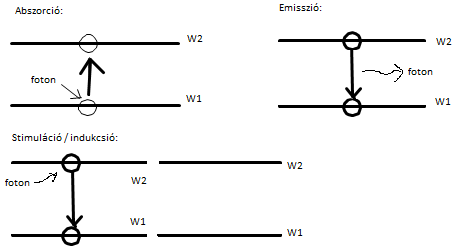 Abszorció:
W2
foton
W1
Emisszió:
W2
foton
W1
Stimuláció / indukcsió:
foton
W2
W1
W2
W1